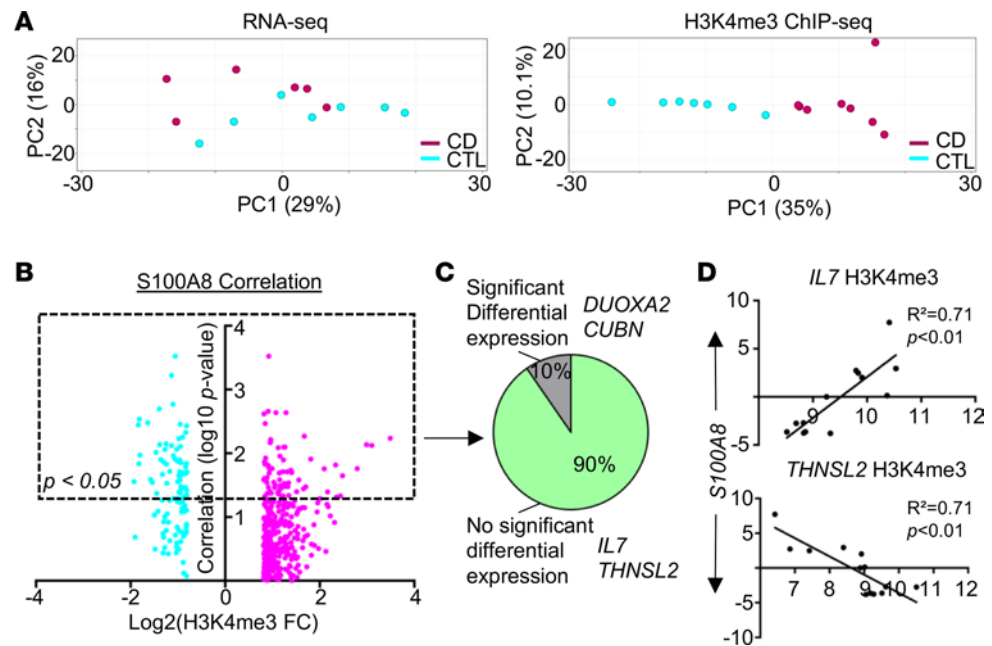 A
RNA-seq
20
0
-20
PC2 (16%)
CD
CTL
-30
0
30
PC1 (29%)
H3K4me3 ChIP-seq
20
0
-20
PC2 (10.1%)
CD
CTL
-30
0
30
PC1 (35%)
B
S100A8 Correlation
4
3
2
1
Correlation (log10 p-value)
p < 0.05
-4
-2
0
2
4
Log2(H3K4me3 FC)
C
Significant
Differential
expression
DUOXA2
CUBN
10%
90%
No significant
differential
expression
IL7
THNSL2
D
IL7 H3K4me3
10
5
-5
R²=0.71
p<0.01
9 10 11 12
S100A8
THNSL2 H3K4me3
10
5
-5
-10
R²=0.71
p<0.01
7 8 9 10 11 12